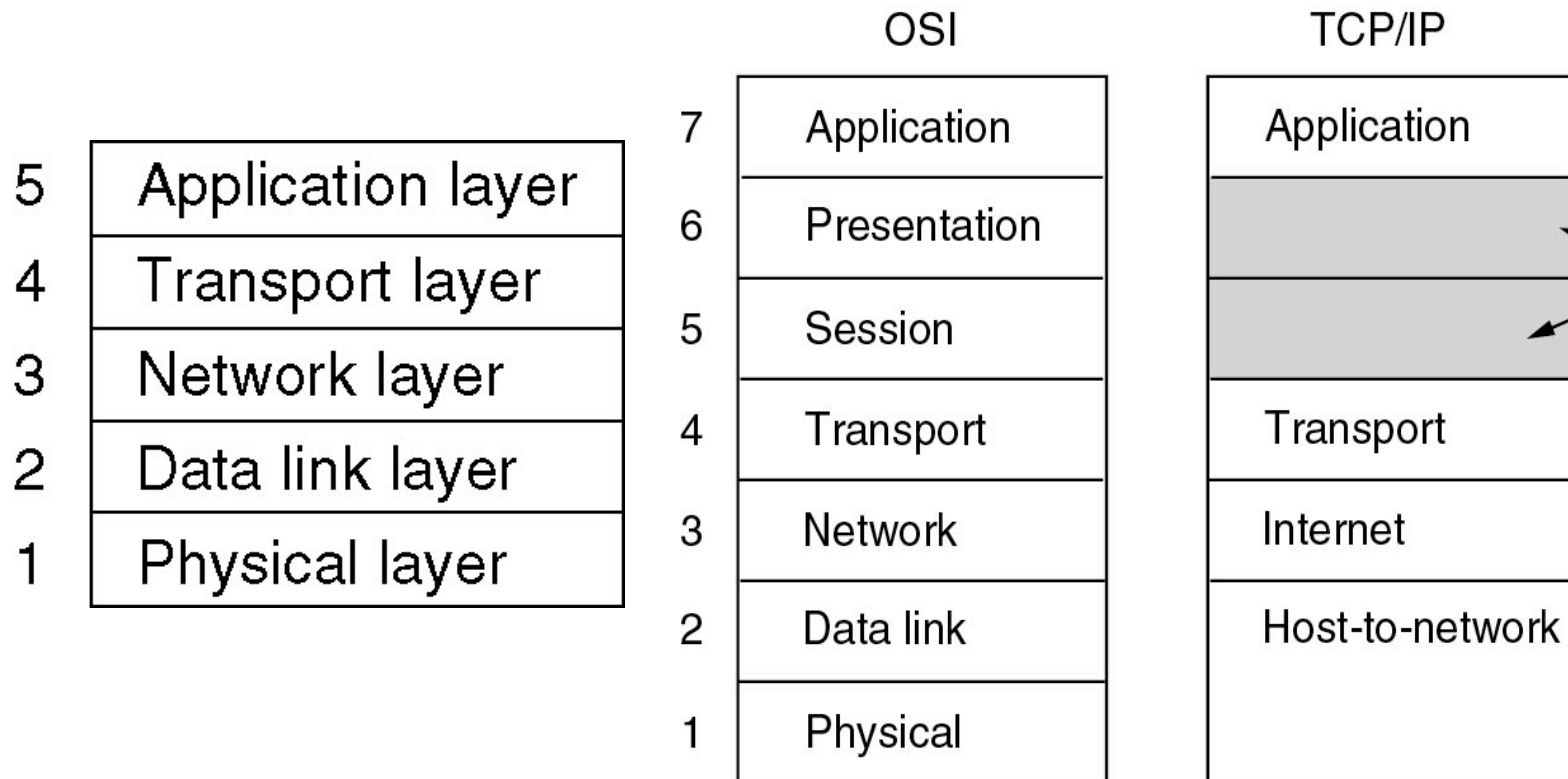 5 Application layer
4 Transport layer
3 Network layer
2 Data link layer
1 Physical layer
OSI
7 Application
6 Presentation
5 Session
4 Transport
3 Network
2 Data link
1 Physical
TCP/IP
Application
Transport
Internet
Host-to-network